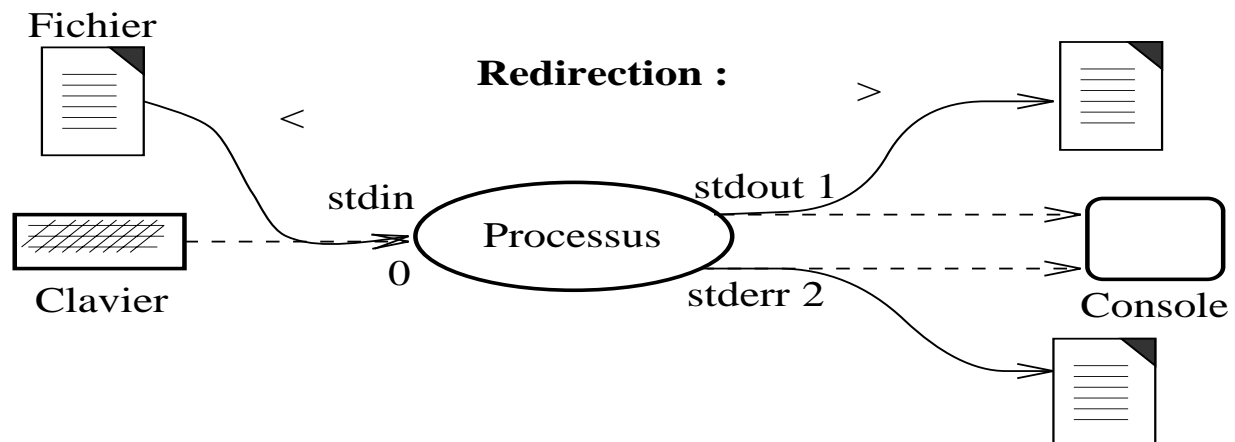 Fichier
Redirection :
<
>
stdin
stdout 1
Processus
0
stderr 2
Clavier
Console